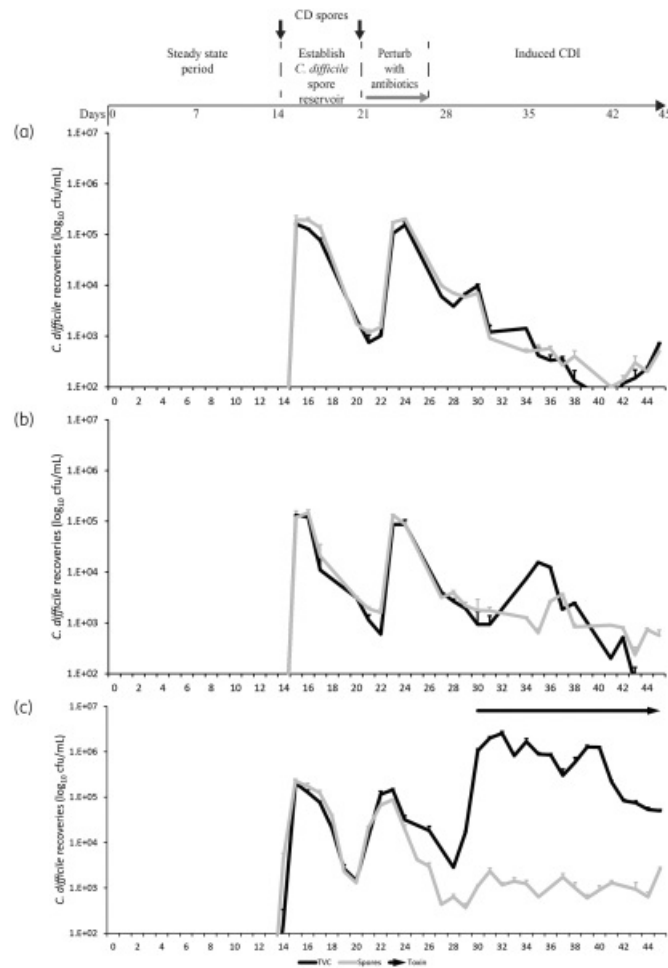 CD spores
Steady state
period
Establish
C. difficile
spore
reservoir
Perturb
with
antibiotics
Induced CDI
Days 0 7 14 21 28 35 42 45
(a)
C. difficile recoveries (log10 cfu/mL)
1.E+07
1.E+06
1.E+05
1.E+04
1.E+03
1.E+02
0 2 4 6 8 10 12 14 16 18 20 22 24 26 28 30 32 34 36 38 40 42 44
(b)
C. difficile recoveries (log10 cfu/mL)
1.E+07
1.E+06
1.E+05
1.E+04
1.E+03
1.E+02
0 2 4 6 8 10 12 14 16 18 20 22 24 26 28 30 32 34 36 38 40 42 44
(c)
C. difficile recoveries (log10 cfu/mL)
1.E+07
1.E+06
1.E+05
1.E+04
1.E+03
1.E+02
0 2 4 6 8 10 12 14 16 18 20 22 24 26 28 30 32 34 36 38 40 42 44
TVC Spores Toxin